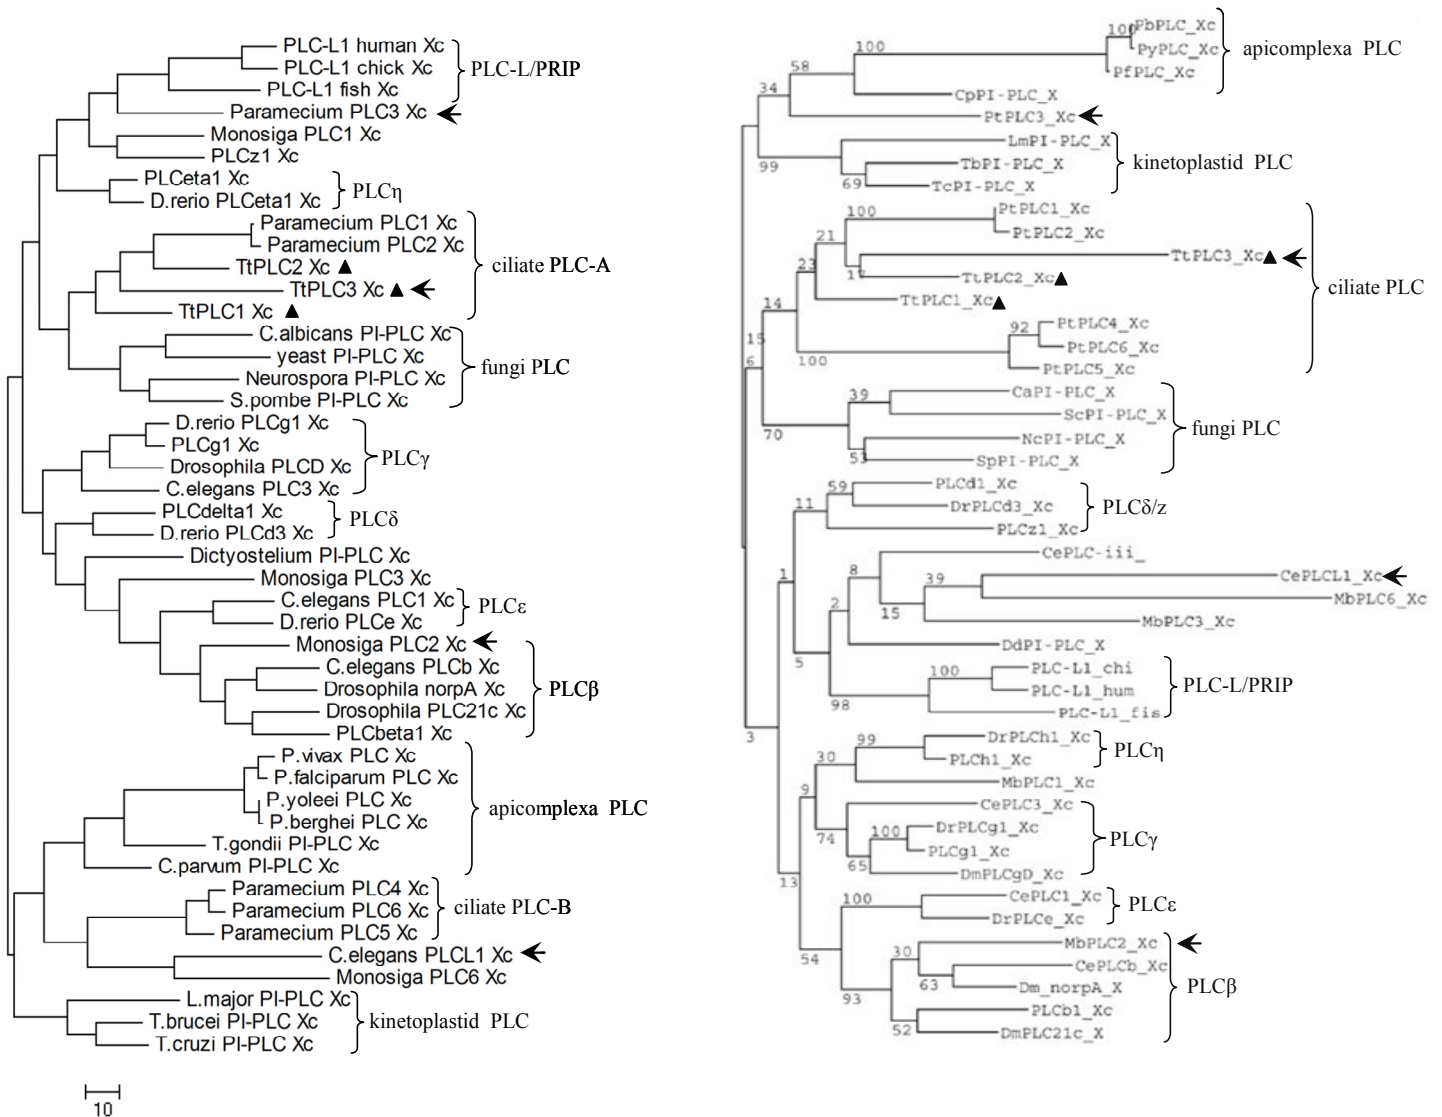 PLC-L1 human Xc
PLC-L1 chick Xc
PLC-L1 fish Xc
PLC-L/PRIP
Paramecium PLC3 Xc
Monosiga PLC1 Xc
PLCz1 Xc
PLCeta1 Xc
D.rerio PLCeta1 Xc
PLCη
Paramecium PLC1 Xc
Paramecium PLC2 Xc
TtPLC2 Xc ▲
TtPLC3 Xc ▲
TtPLC1 Xc ▲
ciliate PLC-A
C.albicans PI-PLC Xc
yeast PI-PLC Xc
Neurospora PI-PLC Xc
S.pombe PI-PLC Xc
fungi PLC
D.rerio PLCg1 Xc
PLCg1 Xc
Drosophila PLCD Xc
C.elegans PLC3 Xc
PLCγ
PLCdelta1 Xc
D.rerio PLCd3 Xc
PLCδ
Dictyostelium PI-PLC Xc
Monosiga PLC3 Xc
C.elegans PLC1 Xc
D.rerio PLCe Xc
PLCε
Monosiga PLC2 Xc
C.elegans PLCb Xc
Drosophila norpA Xc
Drosophila PLC21c Xc
PLCbeta1 Xc
PLCβ
P.vivax PLC Xc
P.falciparum PLC Xc
P.yoleei PLC Xc
P.berghei PLC Xc
T.gondii PI-PLC Xc
C.parvum PI-PLC Xc
apicomplexa PLC
Paramecium PLC4 Xc
Paramecium PLC6 Xc
Paramecium PLC5 Xc
ciliate PLC-B
C.elegans PLCL1 Xc
Monosiga PLC6 Xc
L.major PI-PLC Xc
T.brucei PI-PLC Xc
T.cruzi PI-PLC Xc
kinetoplastid PLC
10
100
PbPLC_Xc
100
PyPLC_Xc
58
PfPLC_Xc
apicomplexa PLC
34
CpPI-PLC_X
PtPLC3_Xc
LmPI-PLC_X
99
TbPI-PLC_X
69
TcPI-PLC_X
kinetoplastid PLC
100
PtPLC1_Xc
21
PtPLC2_Xc
23
TtPLC3_Xc▲
17
TtPLC2_Xc▲
14
TtPLC1_Xc▲
92
PtPLC4_Xc
15
PtPLC6_Xc
6
100
PtPLC5_Xc
ciliate PLC
39
CaPI-PLC_X
ScPI-PLC_X
70
NcPI-PLC_X
53
SpPI-PLC_X
fungi PLC
59
PLCd1_Xc
11
DrPLCd3_Xc
PLCz1_Xc
PLCδ/z
1
CePLC-iii_
8
39
CePLCL1_Xc
2
15
MbPLC6_Xc
MbPLC3_Xc
5
DdPI-PLC_X
100
PLC-L1_chi
98
PLC-L1_hum
PLC-L1_fis
PLC-L/PRIP
3
99
DrPLCh1_Xc
30
PLCh1_Xc
PLCη
9
MbPLC1_Xc
CePLC3_Xc
74
100
DrPLCg1_Xc
65
PLCg1_Xc
DmPLCgD_Xc
PLCγ
13
100
CePLC1_Xc
DrPLCe_Xc
PLCε
54
30
MbPLC2_Xc
93
63
CePLCb_Xc
Dm_norpA_X
52
PLCb1_Xc
DmPLC21c_X
PLCβ